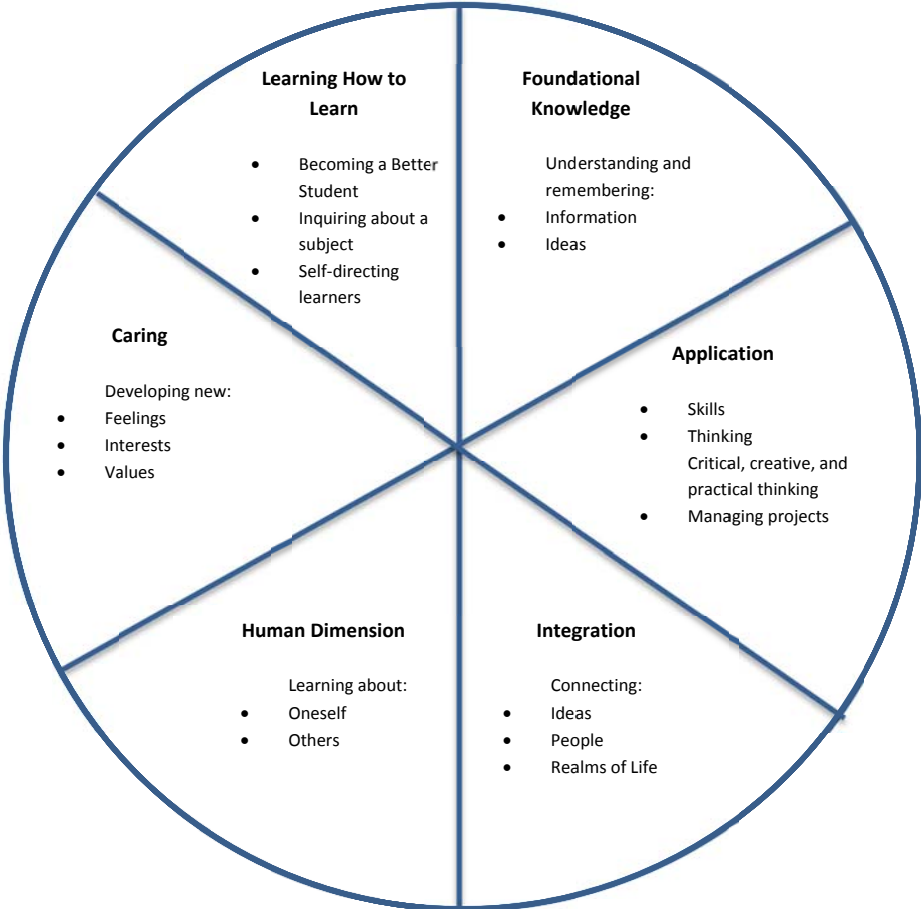 Learning How to
Learn
• Becoming a Better
Student
• Inquiring about a
subject
• Self-directing
learners
Foundational
Knowledge
Understanding and
remembering:
• Information
• Ideas
Caring
Developing new:
• Feelings
• Interests
• Values
Application
• Skills
• Thinking
Critical, creative, and
practical thinking
• Managing projects
Human Dimension
Learning about:
• Oneself
• Others
Integration
Connecting:
• Ideas
• People
• Realms of Life